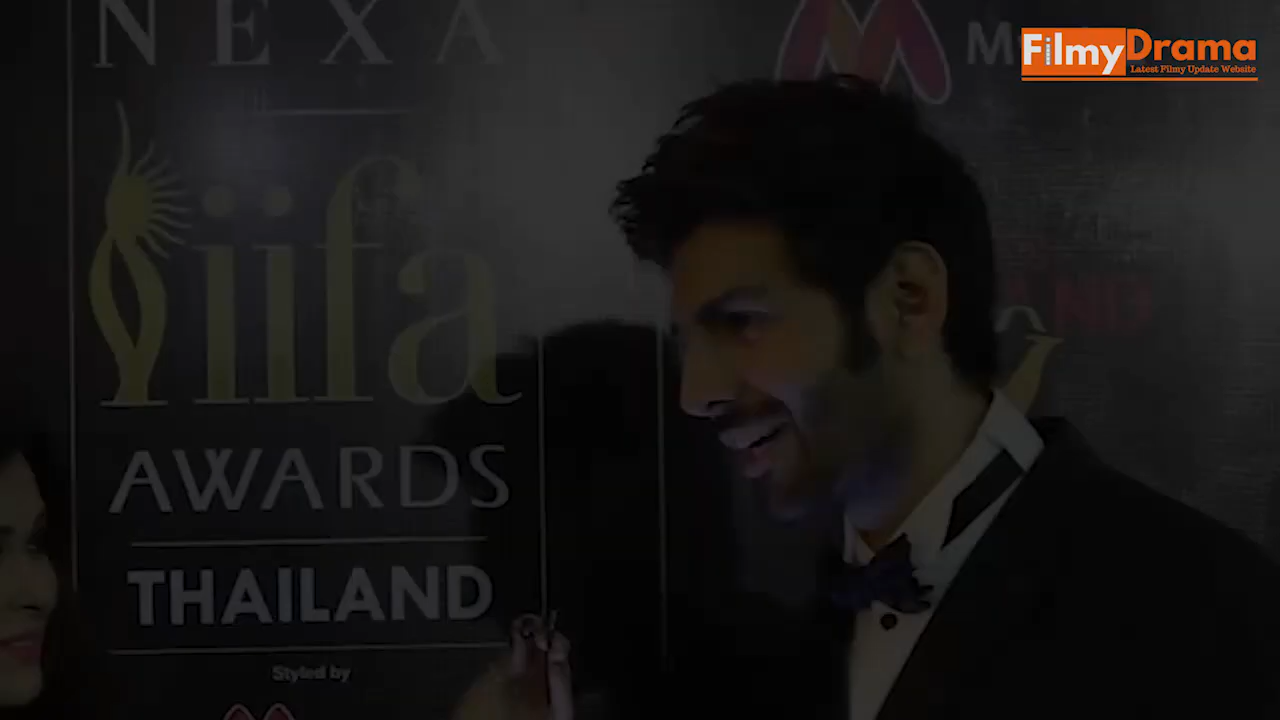 NEXA
iifa
AWARDS
THAILAND
Styled by
FilmyDrama
Latest Filmy Update Website